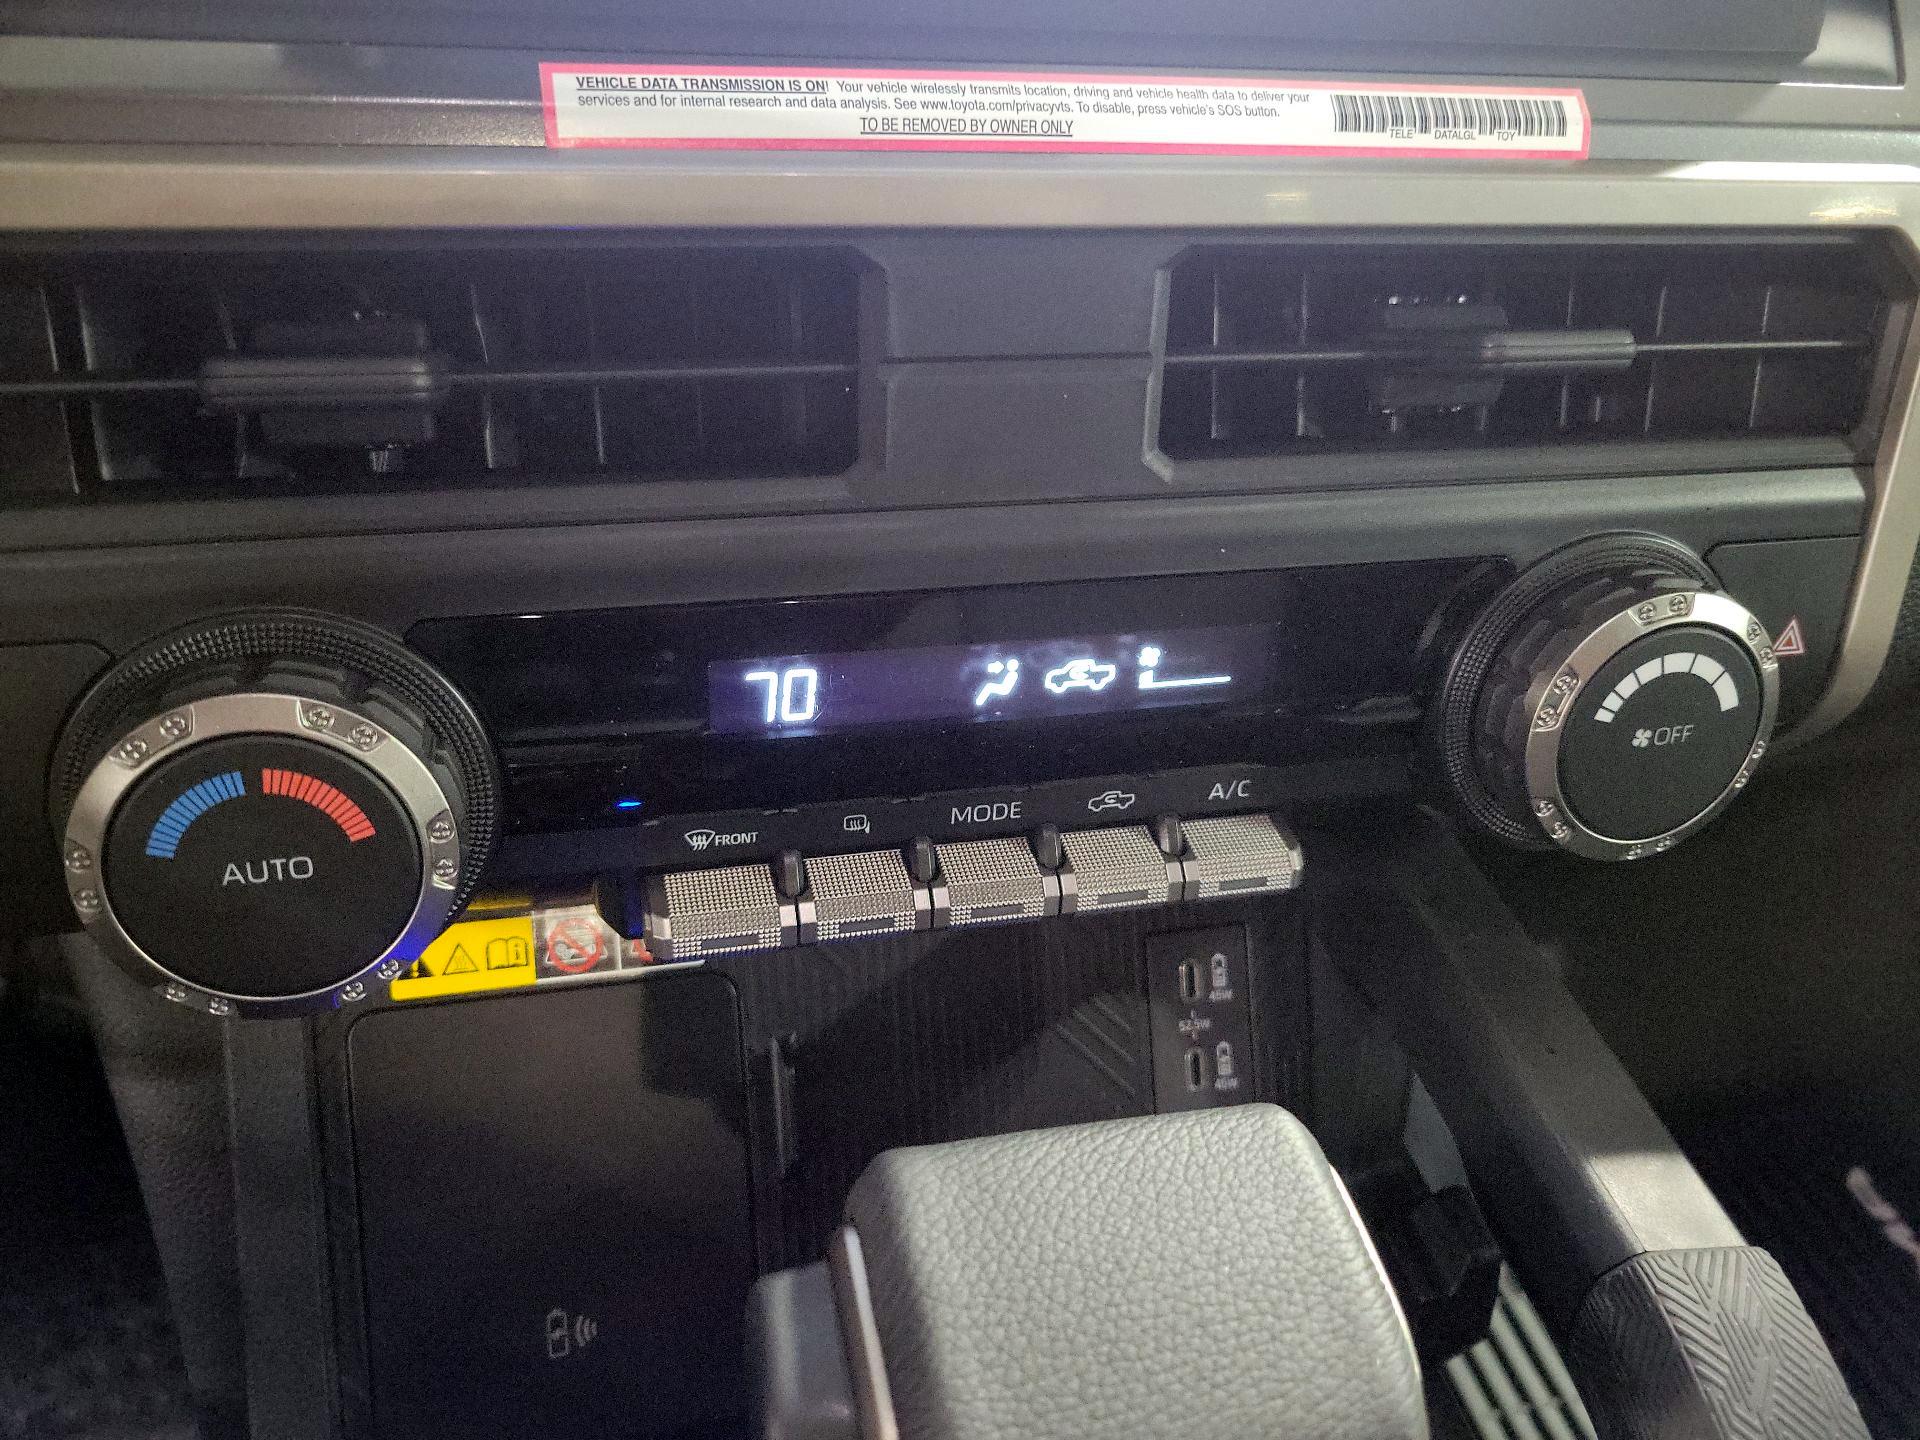 VEHICLE DATA TRANSMISSION IS ON! Your vehicle wirelessly transmits location, driving and vehicle health data to deliver your
services and for internal research and data analysis. See www.toyota.com/privacyvts. To disable, press vehicle's SOS button.
TO BE REMOVED BY OWNER ONLY
TELE DATALGL TOY
70
OFF
AUTO
FRONT
MODE
A/C
45W
52.5W
45W